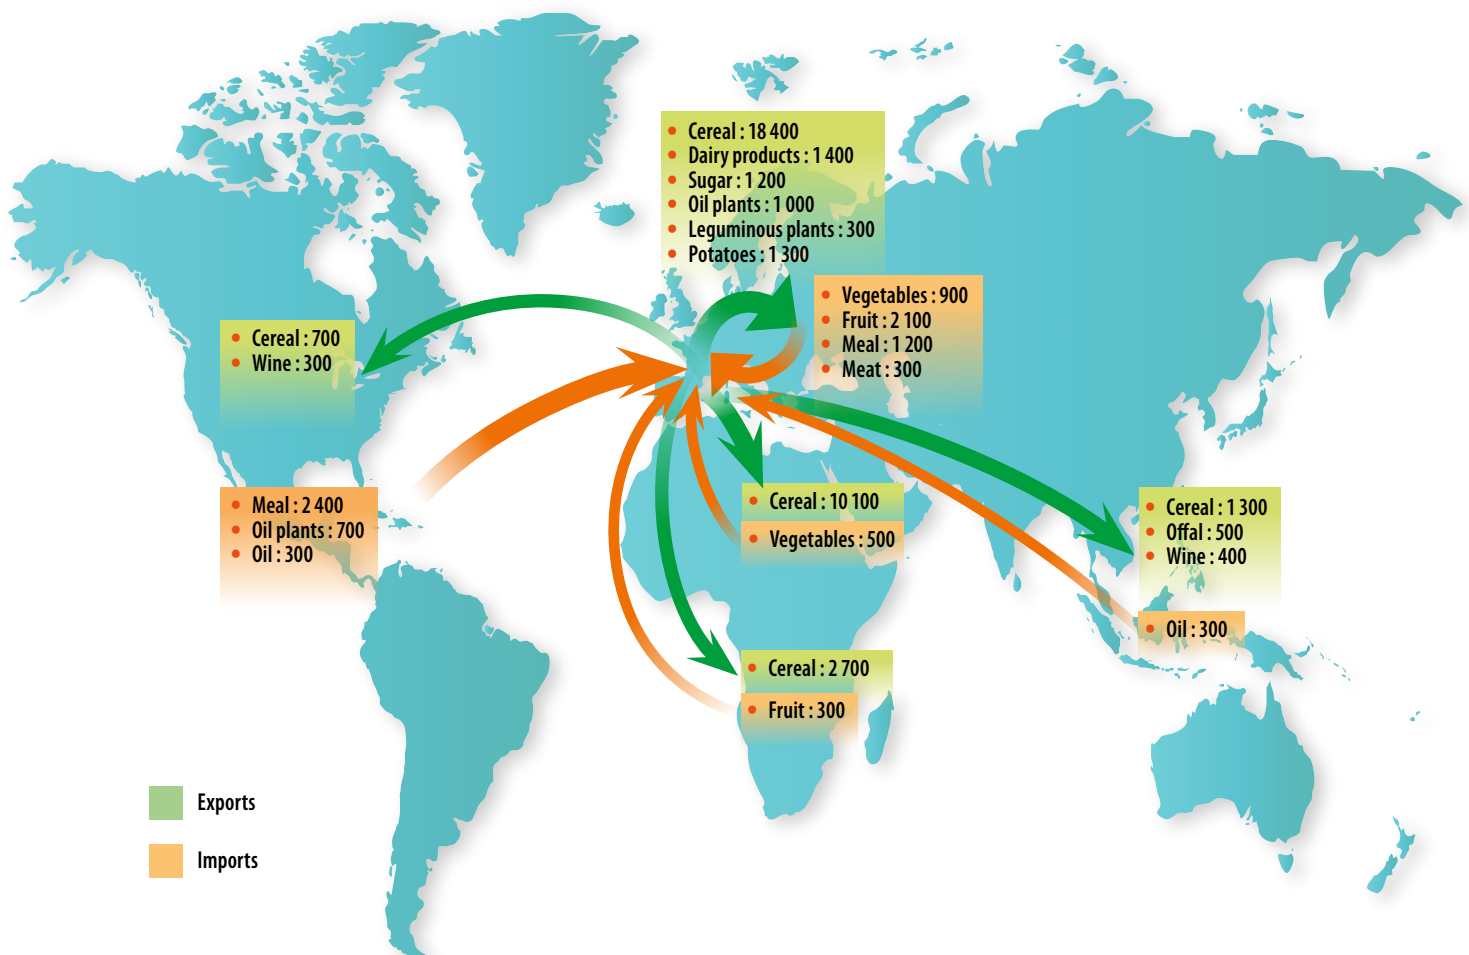 • Cereal : 18 400
• Dairy products : 1 400
• Sugar : 1 200
• Oil plants : 1 000
• Leguminous plants : 300
• Potatoes : 1 300
• Vegetables : 900
• Fruit : 2 100
• Meal : 1 200
• Meat : 300
• Cereal : 700
• Wine : 300
• Meal : 2 400
• Oil plants : 700
• Oil : 300
• Cereal : 10 100
• Vegetables : 500
• Cereal : 1 300
• Offal : 500
• Wine : 400
• Oil : 300
• Cereal : 2 700
• Fruit : 300
Exports
Imports